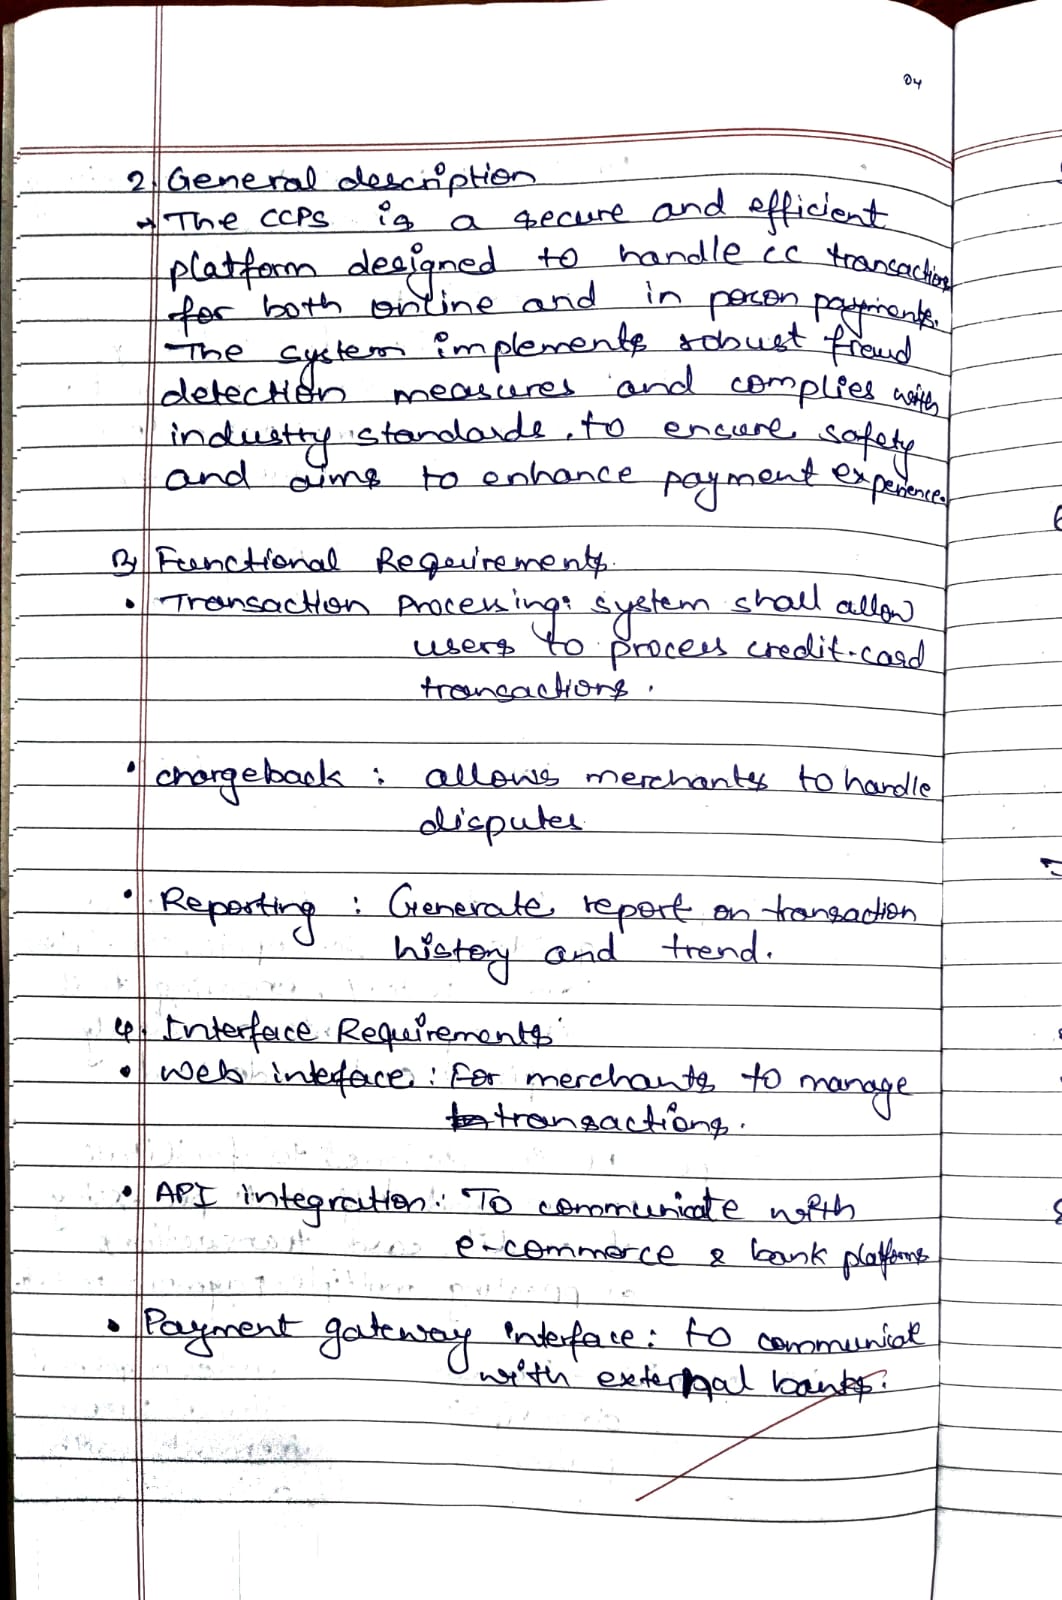 04
2. General description
→ The CCPS is a secure and efficient
platform designed to handle cc transaction
for both online and in person payments.
The system implements robust fraud
detection measures and complies with
industry standards, to ensure safety
and aims to enhance payment experience.
3) Functional Requirements.
• Transaction Processing: system shall allow
users to process credit-card
transactions.
• chargeback : allows merchants to handle
disputes
• Reporting : Generate report on transaction
history and trend.
4. Interface Requirements
• Web interface : For merchants to manage
transactions.
• API integration: To communicate with
e-commerce & bank platforms
• Payment gateway interface: to communicat
with external banks.